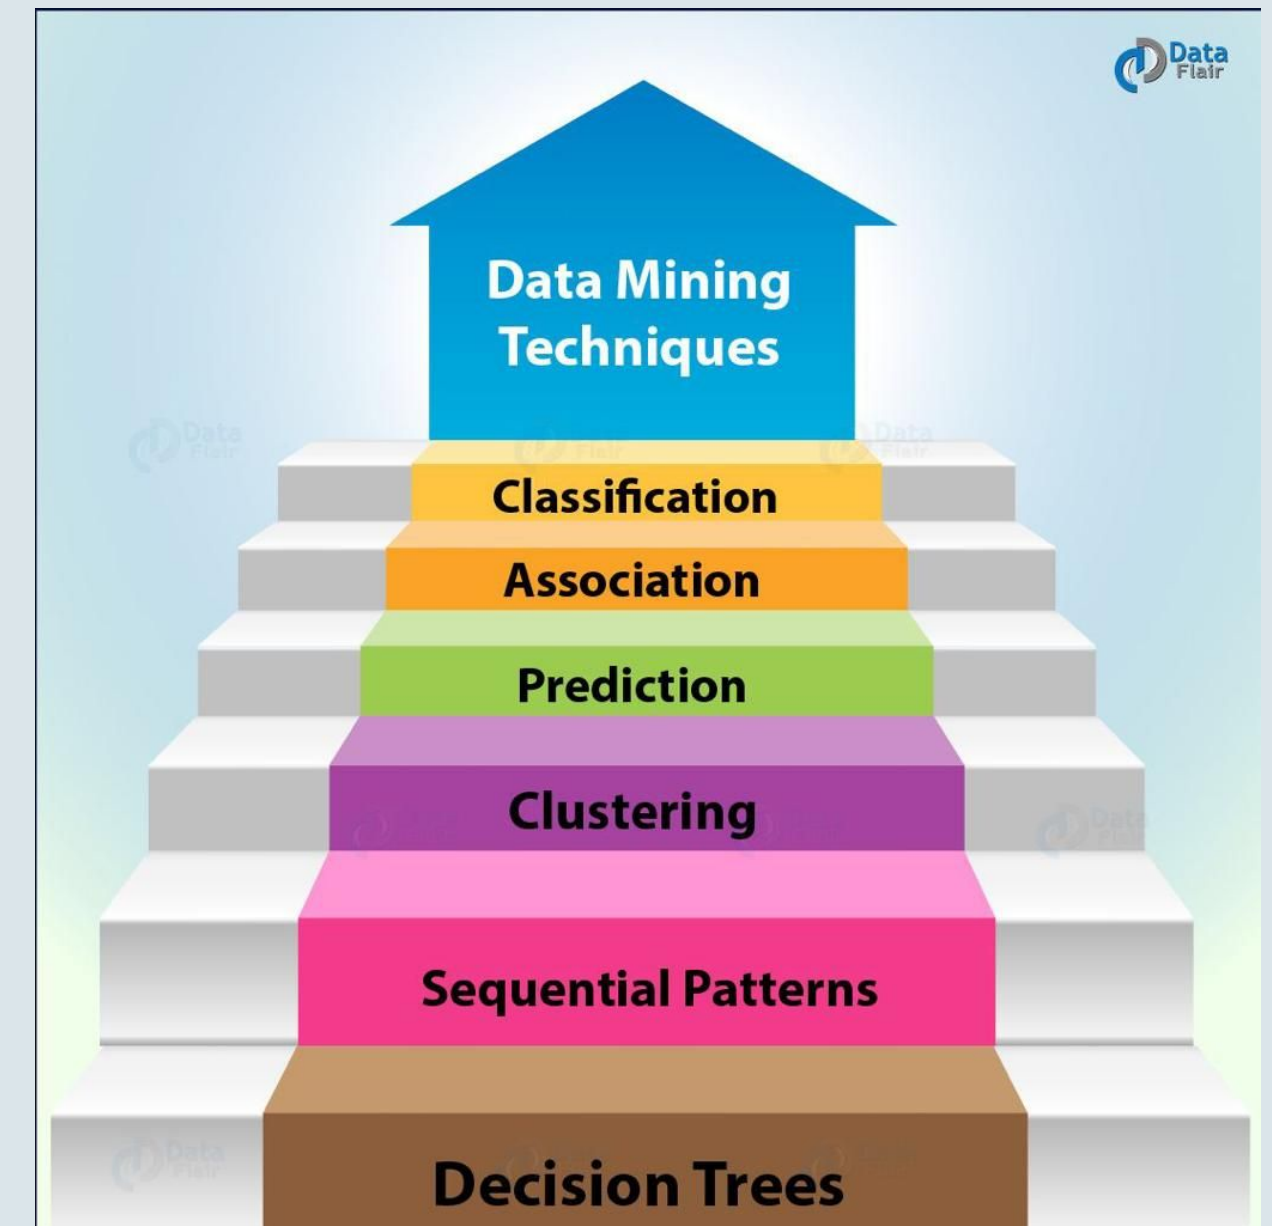 Data
Flair
Data Mining
Techniques
Classification
Association
Prediction
Clustering
Sequential Patterns
Decision Trees